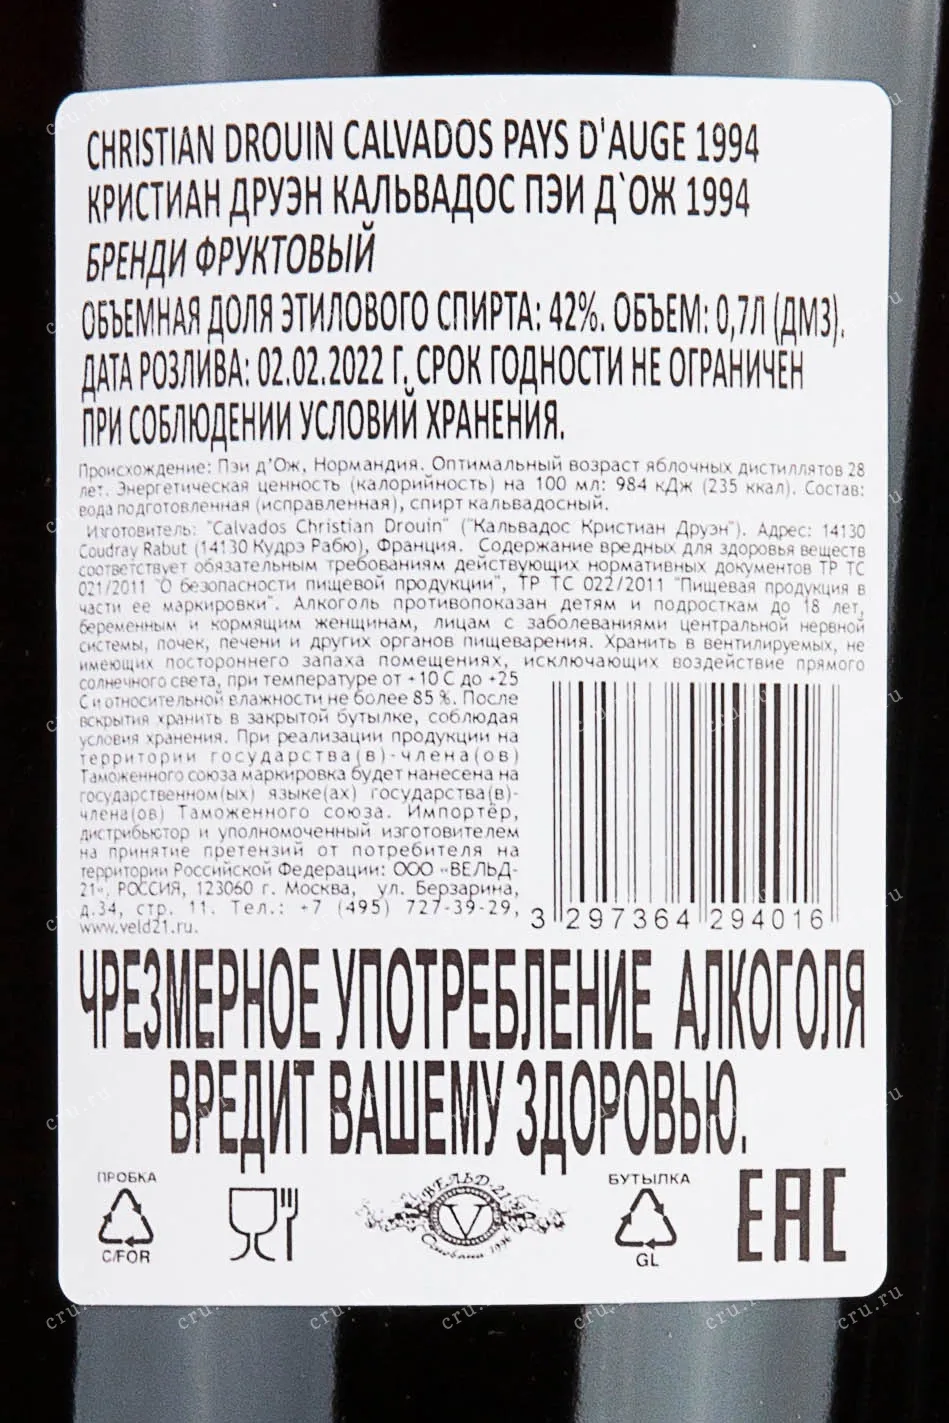 CHRISTIAN DROUIN CALVADOS PAYS D'AUGE 1994
КРИСТИАН ДРУЭН КАЛЬВАДОС ПЭИ Д`ОЖ 1994
БРЕНДИ ФРУКТОВЫЙ
ОБЪЕМНАЯ ДОЛЯ ЭТИЛОВОГО СПИРТА: 42%. ОБЪЕМ: 0,7Л (ДМ3).
ДАТА РОЗЛИВА: 02.02.2022 Г. СРОК ГОДНОСТИ НЕ ОГРАНИЧЕН
ПРИ СОБЛЮДЕНИИ УСЛОВИЙ ХРАНЕНИЯ.
Происхождение: Пэи д'Ож, Нормандия. Оптимальный возраст яблочных дистиллятов 28
лет. Энергетическая ценность (калорийность) на 100 мл: 984 кДж (235 ккал). Состав:
вода подготовленная (исправленная), спирт кальвадосный.
Изготовитель: "Calvados Christian Drouin" ("Кальвадос Кристиан Друэн"). Адрес: 14130
Coudray Rabut (14130 Кудрэ Рабю), Франция. Содержание вредных для здоровья веществ
соответствует обязательным требованиям действующих нормативных документов ТР ТС
021/2011 "О безопасности пищевой продукции", ТР ТС 022/2011 "Пищевая продукция в
части ее маркировки". Алкоголь противопоказан детям и подросткам до 18 лет,
беременным и кормящим женщинам, лицам с заболеваниями центральной нервной
системы, почек, печени и других органов пищеварения. Хранить в вентилируемых, не
имеющих постороннего запаха помещениях, исключающих воздействие прямого
солнечного света, при температуре от +10 С до +25
С и относительной влажности не более 85 %. После
вскрытия хранить в закрытой бутылке, соблюдая
условия хранения. При реализации продукции на
территории государства(в)-члена(ов)
Таможенного союза маркировка будет нанесена на
государственном(ых) языке(ах) государства(в)-
члена(ов) Таможенного союза. Импортёр,
дистрибьютор и уполномоченный изготовителем
на принятие претензий от потребителя на
территории Российской Федерации: ООО «ВЕЛЬД-
21», РОССИЯ, 123060 г. Москва, ул. Берзарина,
д.34, стр. 11. Тел.: +7 (495) 727-39-29,
www.veld21.ru.
3 297364 294016
ЧРЕЗМЕРНОЕ УПОТРЕБЛЕНИЕ АЛКОГОЛЯ
ВРЕДИТ ВАШЕМУ ЗДОРОВЬЮ.
ПРОБКА
C/FOR
ВЕЛЬД-21
V
БУТЫЛКА
GL
EAC
cru.ru